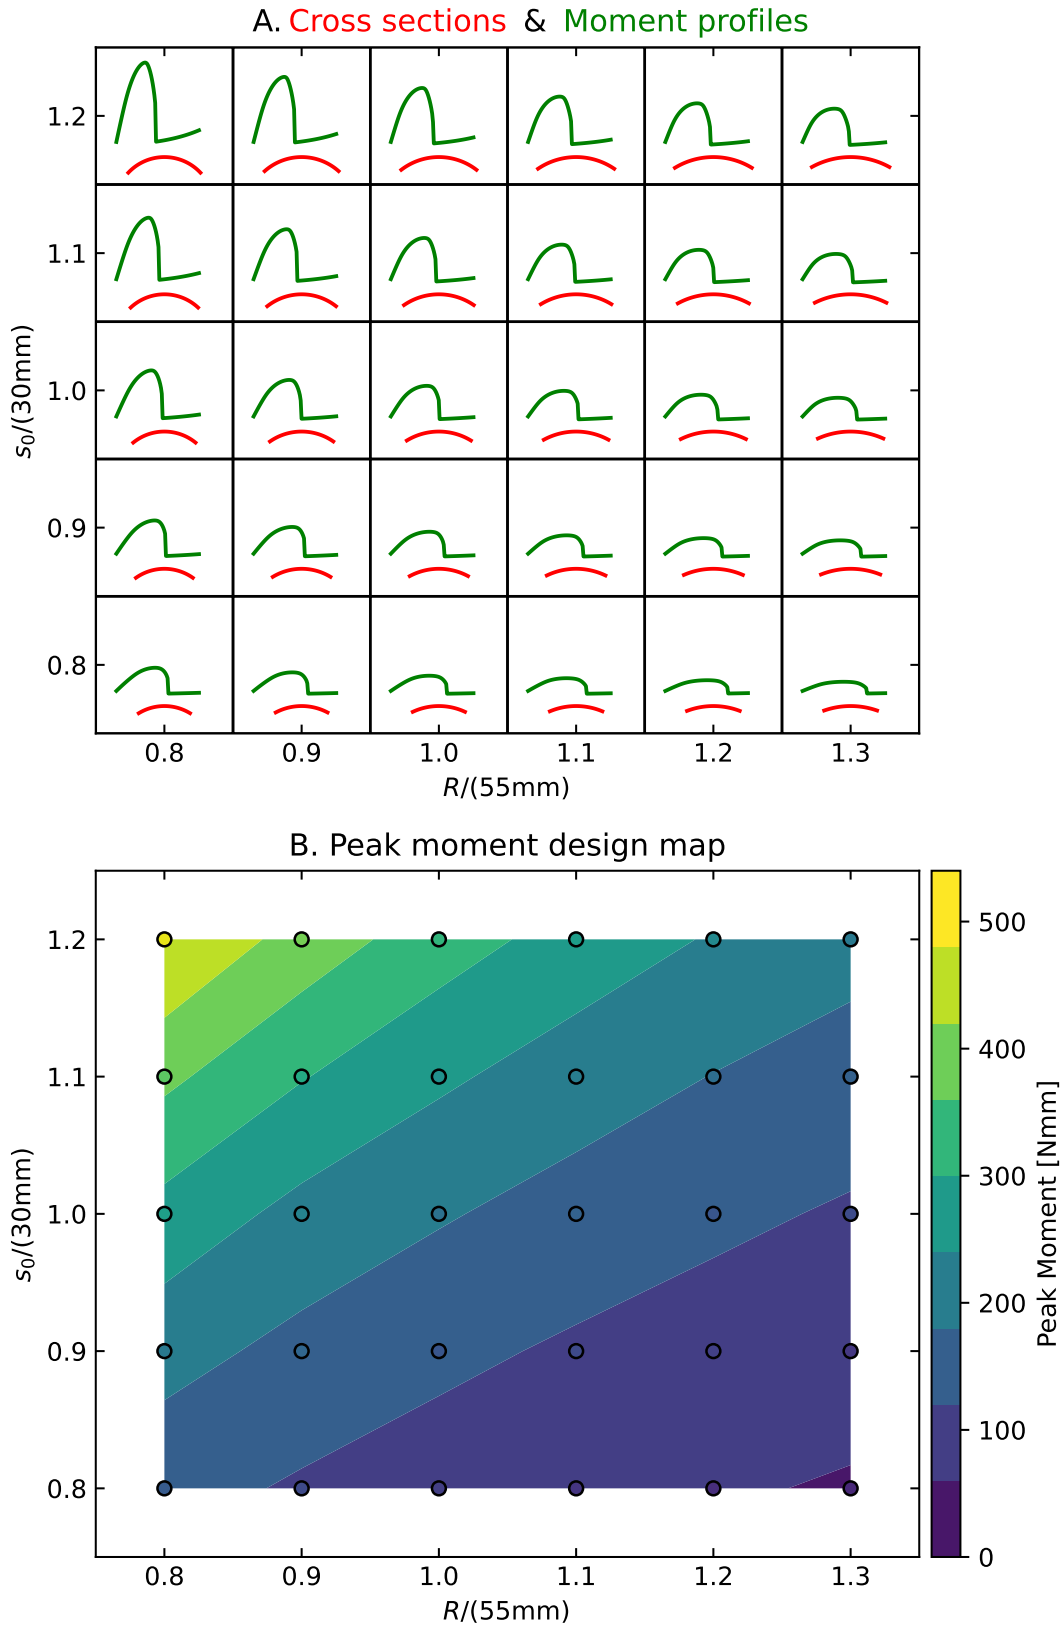 A. Cross sections & Moment profiles
1.2
1.1
1.0
0.9
0.8
s₀/(30mm)
0.8 0.9 1.0 1.1 1.2 1.3
R/(55mm)
B. Peak moment design map
1.2
1.1
1.0
0.9
0.8
s₀/(30mm)
0.8 0.9 1.0 1.1 1.2 1.3
R/(55mm)
500
400
300
200
100
0
Peak Moment [Nmm]